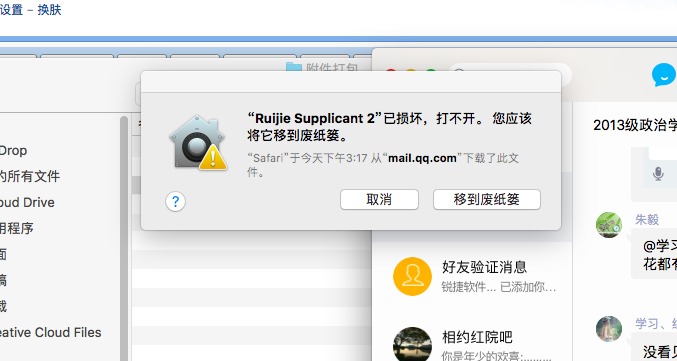 设置 - 换肤
附件打包
“Ruijie Supplicant 2”已损坏，打不开。 您应该
将它移到废纸篓。
“Safari”于今天下午3:17 从“mail.qq.com”下载了此文
件。
?
取消
移到废纸篓
Drop
的所有文件
oud Drive
用程序
面
稿
载
eative Cloud Files
好友验证消息
锐捷软件... 已添加你...
相约红院吧
你是年少的欢喜:.........
2013级政治学
朱毅
@学习
花都有
学习、纟
没看见